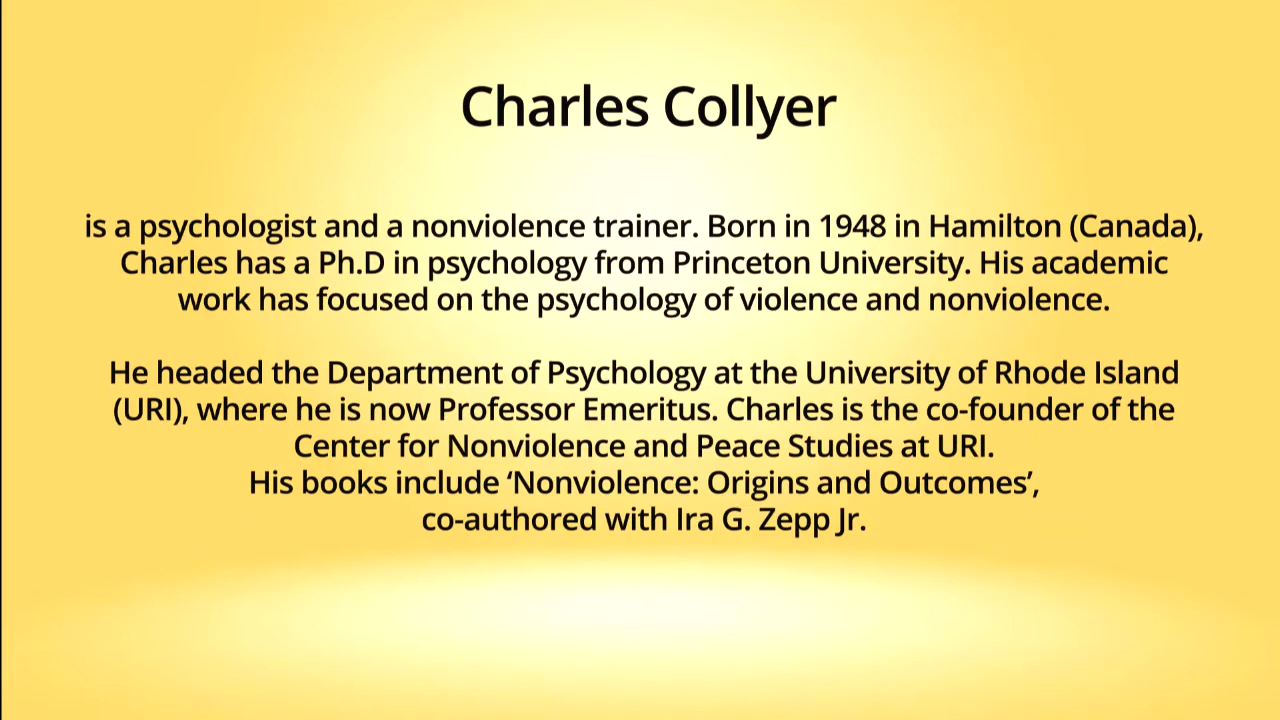 Charles Collyer
is a psychologist and a nonviolence trainer. Born in 1948 in Hamilton (Canada),
Charles has a Ph.D in psychology from Princeton University. His academic
work has focused on the psychology of violence and nonviolence.
He headed the Department of Psychology at the University of Rhode Island
(URI), where he is now Professor Emeritus. Charles is the co-founder of the
Center for Nonviolence and Peace Studies at URI.
His books include ‘Nonviolence: Origins and Outcomes’,
co-authored with Ira G. Zepp Jr.